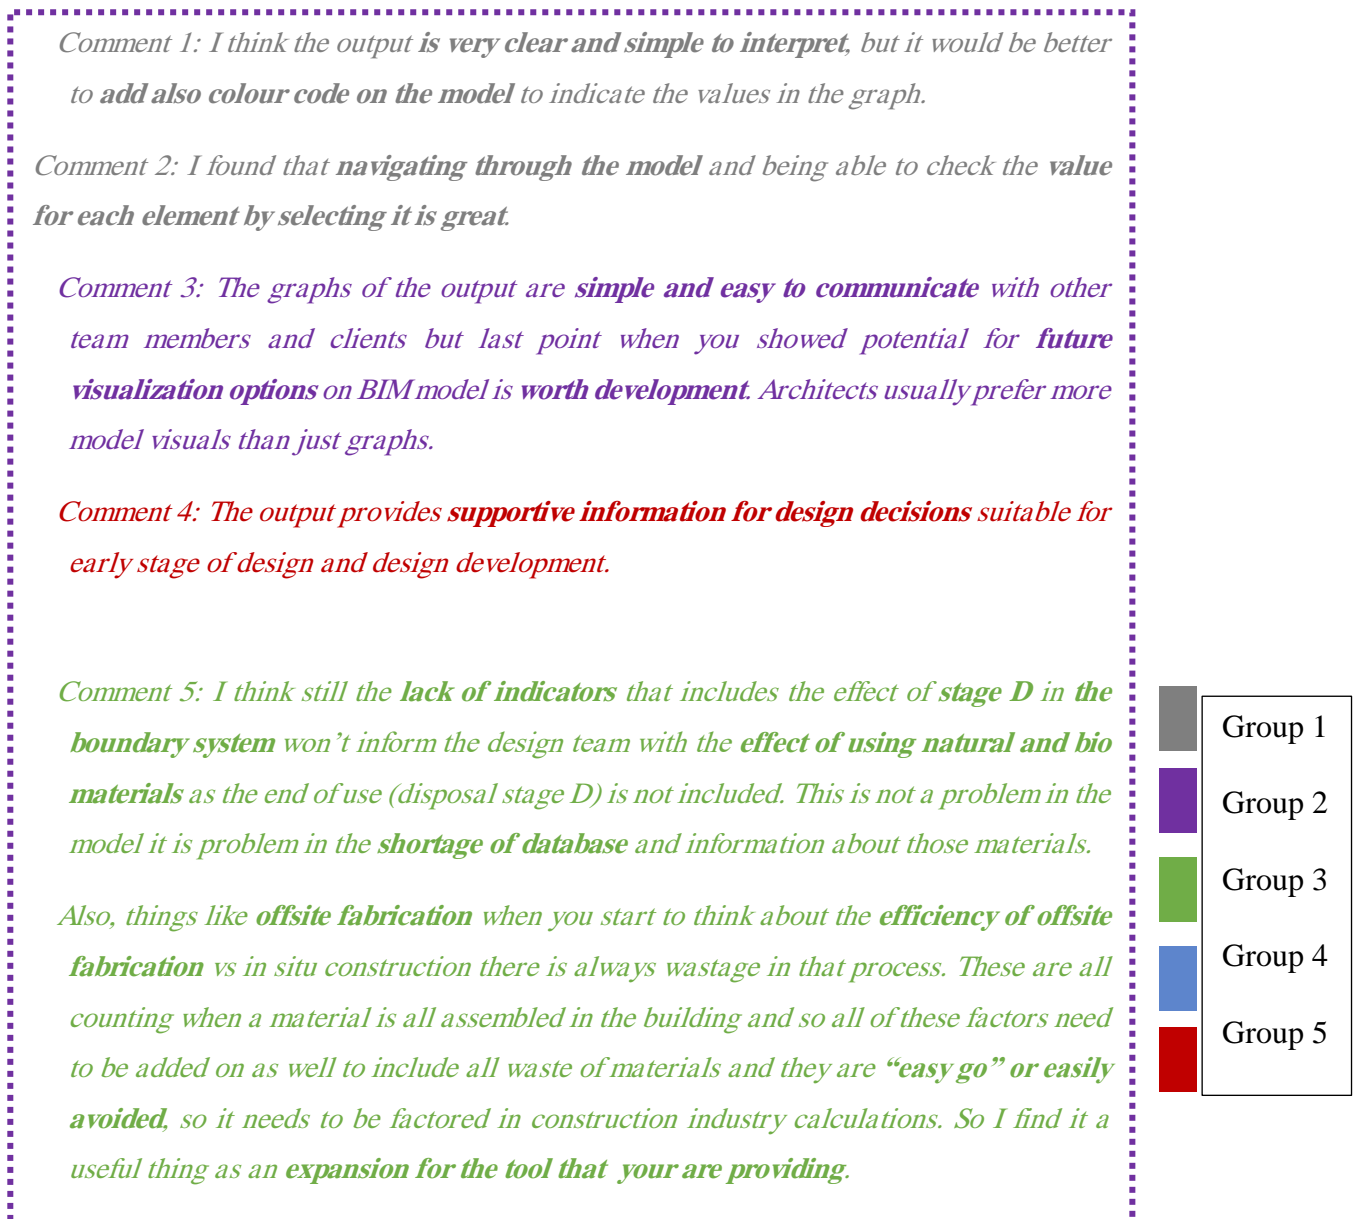 Comment 1: I think the output is very clear and simple to interpret, but it would be better
to add also colour code on the model to indicate the values in the graph.
Comment 2: I found that navigating through the model and being able to check the value
for each element by selecting it is great.
Comment 3: The graphs of the output are simple and easy to communicate with other
team members and clients but last point when you showed potential for future
visualization options on BIM model is worth development. Architects usually prefer more
model visuals than just graphs.
Comment 4: The output provides supportive information for design decisions suitable for
early stage of design and design development.
Comment 5: I think still the lack of indicators that includes the effect of stage D in the
boundary system won’t inform the design team with the effect of using natural and bio
materials as the end of use (disposal stage D) is not included. This is not a problem in the
model it is problem in the shortage of database and information about those materials.
Also, things like offsite fabrication when you start to think about the efficiency of offsite
fabrication vs in situ construction there is always wastage in that process. These are all
counting when a material is all assembled in the building and so all of these factors need
to be added on as well to include all waste of materials and they are “easy go” or easily
avoided, so it needs to be factored in construction industry calculations. So I find it a
useful thing as an expansion for the tool that your are providing.
Group 1
Group 2
Group 3
Group 4
Group 5